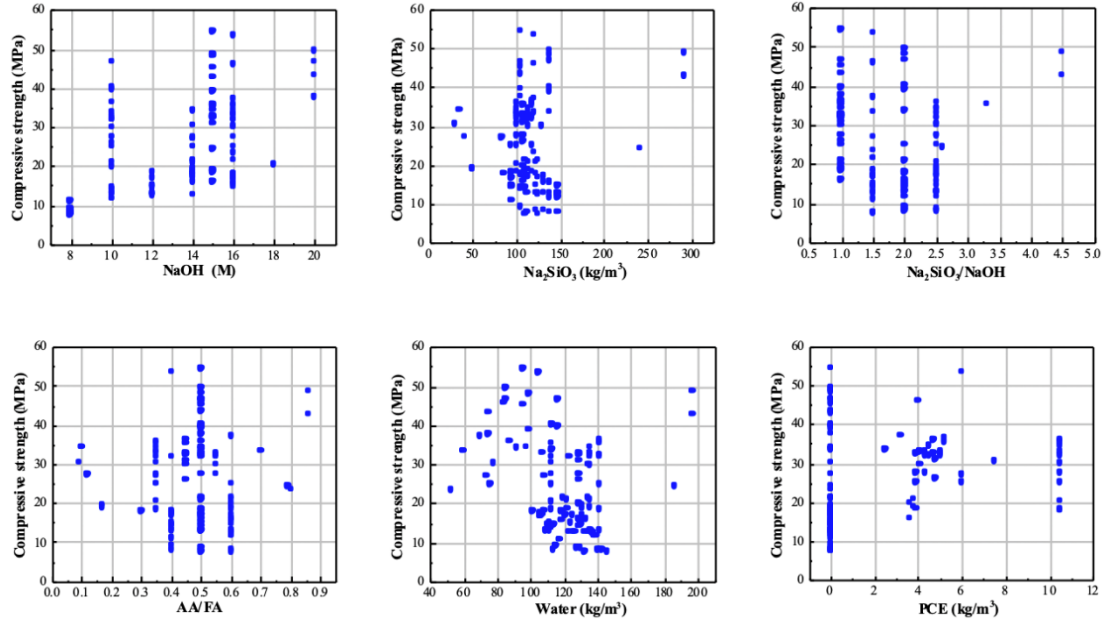 Compressive strength (MPa)
60
50
40
30
20
10
0
8 10 12 14 16 18 20
NaOH (M)
Compressive strength (MPa)
60
50
40
30
20
10
0
50 100 150 200 250 300
Na₂SiO₃ (kg/m³)
Compressive strength (MPa)
60
50
40
30
20
10
0
0.5 1.0 1.5 2.0 2.5 3.0 3.5 4.0 4.5 5.0
Na₂SiO₃/NaOH
Compressive strength (MPa)
60
50
40
30
20
10
0
0.0 0.1 0.2 0.3 0.4 0.5 0.6 0.7 0.8 0.9
AA/FA
Compressive strength (MPa)
60
50
40
30
20
10
0
40 60 80 100 120 140 160 180 200
Water (kg/m³)
Compressive strength (MPa)
60
50
40
30
20
10
0
0 2 4 6 8 10 12
PCE (kg/m³)